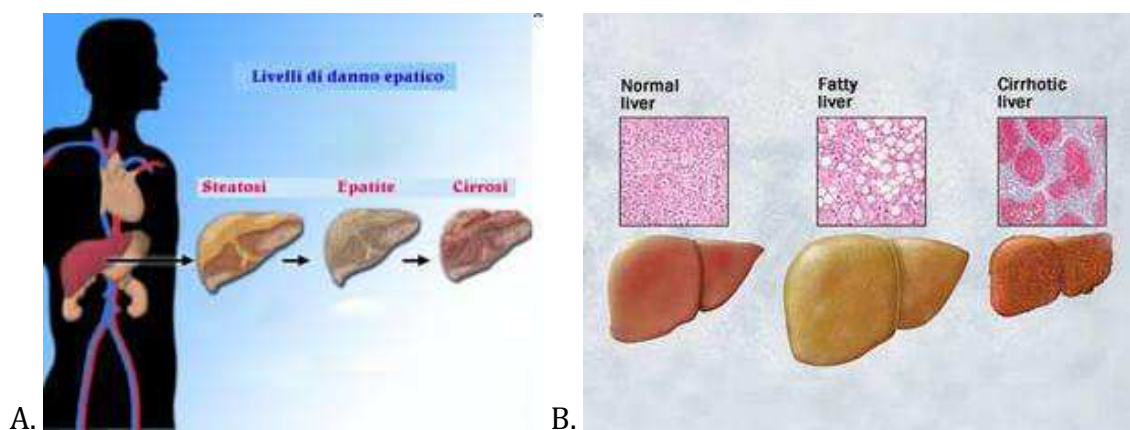 Livelli di danno epatico
Steatosi Epatite Cirrosi
A.
Normal
liver
Fatty
liver
Cirrhotic
liver
B.